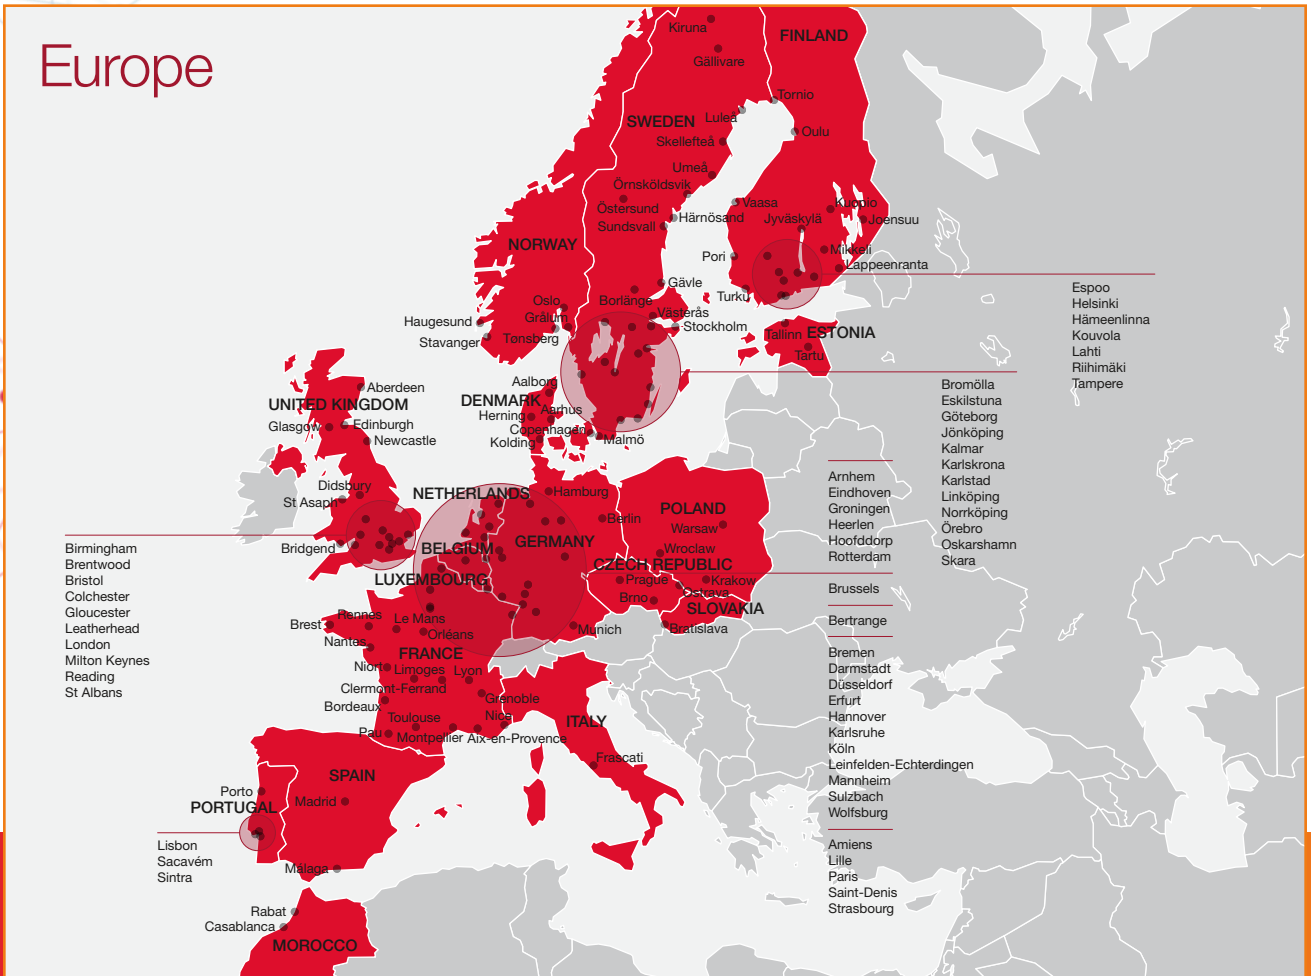 Europe
Kiruna
FINLAND
Gällivare
Tornio
SWEDEN
Luleå
Oulu
Skellefteå
Umeå
Örnsköldsvik
Östersund
Vaasa
Kuopio
Härnösand
Jyväskylä
Joensuu
Sundsvall
NORWAY
Mikkeli
Pori
Lappeenranta
Gävle
Turku
Oslo
Borlänge
Grålum
Västerås
Haugesund
Stockholm
Stavanger
Tønsberg
Tallinn
ESTONIA
Tartu
Espoo
Helsinki
Hämeenlinna
Kouvola
Lahti
Riihimäki
Tampere
Aberdeen
Aalborg
UNITED KINGDOM
DENMARK
Herning
Aarhus
Glasgow
Edinburgh
Copenhagen
Newcastle
Kolding
Malmö
Bromölla
Eskilstuna
Göteborg
Jönköping
Kalmar
Karlskrona
Karlstad
Linköping
Norrköping
Örebro
Oskarshamn
Skara
Didsbury
St Asaph
NETHERLANDS
Hamburg
Berlin
POLAND
Warsaw
Arnhem
Eindhoven
Groningen
Heerlen
Hoofddorp
Rotterdam
Bridgend
BELGIUM
GERMANY
Wroclaw
CZECH REPUBLIC
LUXEMBOURG
Prague
Krakow
Ostrava
Brno
SLOVAKIA
Bratislava
Munich
Birmingham
Brentwood
Bristol
Colchester
Gloucester
Leatherhead
London
Milton Keynes
Reading
St Albans
Brussels
Bertrange
Bremen
Darmstadt
Düsseldorf
Erfurt
Hannover
Karlsruhe
Köln
Leinfelden-Echterdingen
Mannheim
Sulzbach
Wolfsburg
Amiens
Lille
Paris
Saint-Denis
Strasbourg
Rennes
Le Mans
Brest
Orléans
Nantes
FRANCE
Niort
Limoges
Lyon
Clermont-Ferrand
Grenoble
Bordeaux
Toulouse
Nice
ITALY
Pau
Montpellier
Aix-en-Provence
Frascati
SPAIN
Porto
Madrid
PORTUGAL
Lisbon
Sacavém
Sintra
Málaga
Rabat
Casablanca
MOROCCO